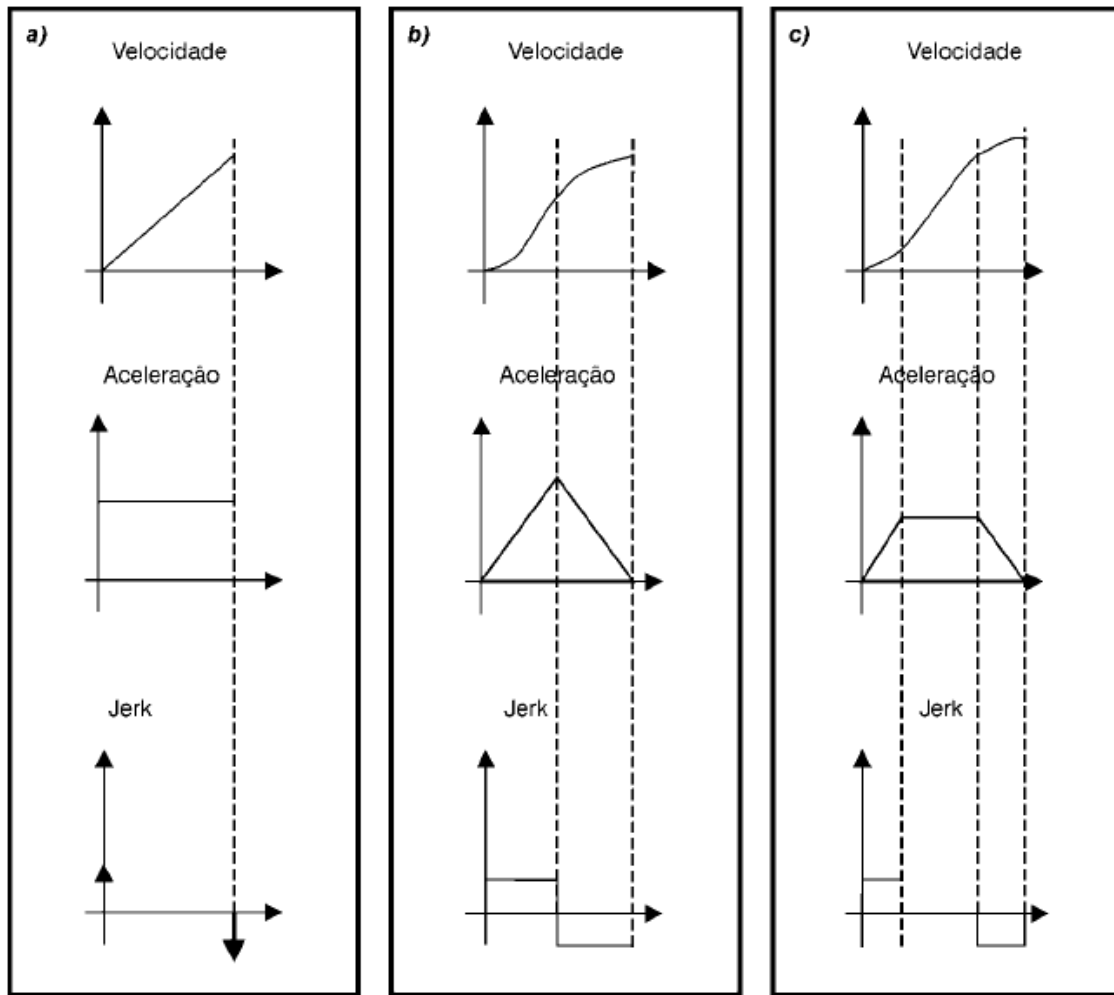 a)
Velocidade
Aceleração
Jerk
b)
Velocidade
Aceleração
Jerk
c)
Velocidade
Aceleração
Jerk